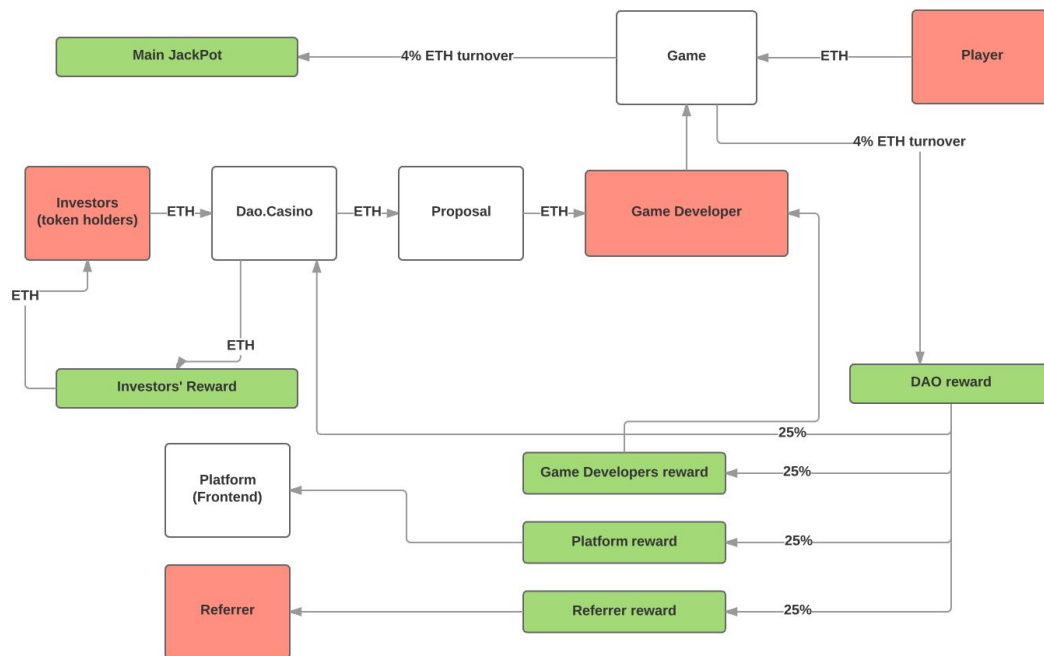 Main JackPot
4% ETH turnover
Game
ETH
Player
4% ETH turnover
Investors
(token holders)
ETH
Dao.Casino
ETH
Proposal
ETH
Game Developer
ETH
ETH
Investors' Reward
DAO reward
25%
Platform
(Frontend)
Game Developers reward
25%
Platform reward
25%
Referrer
Referrer reward
25%